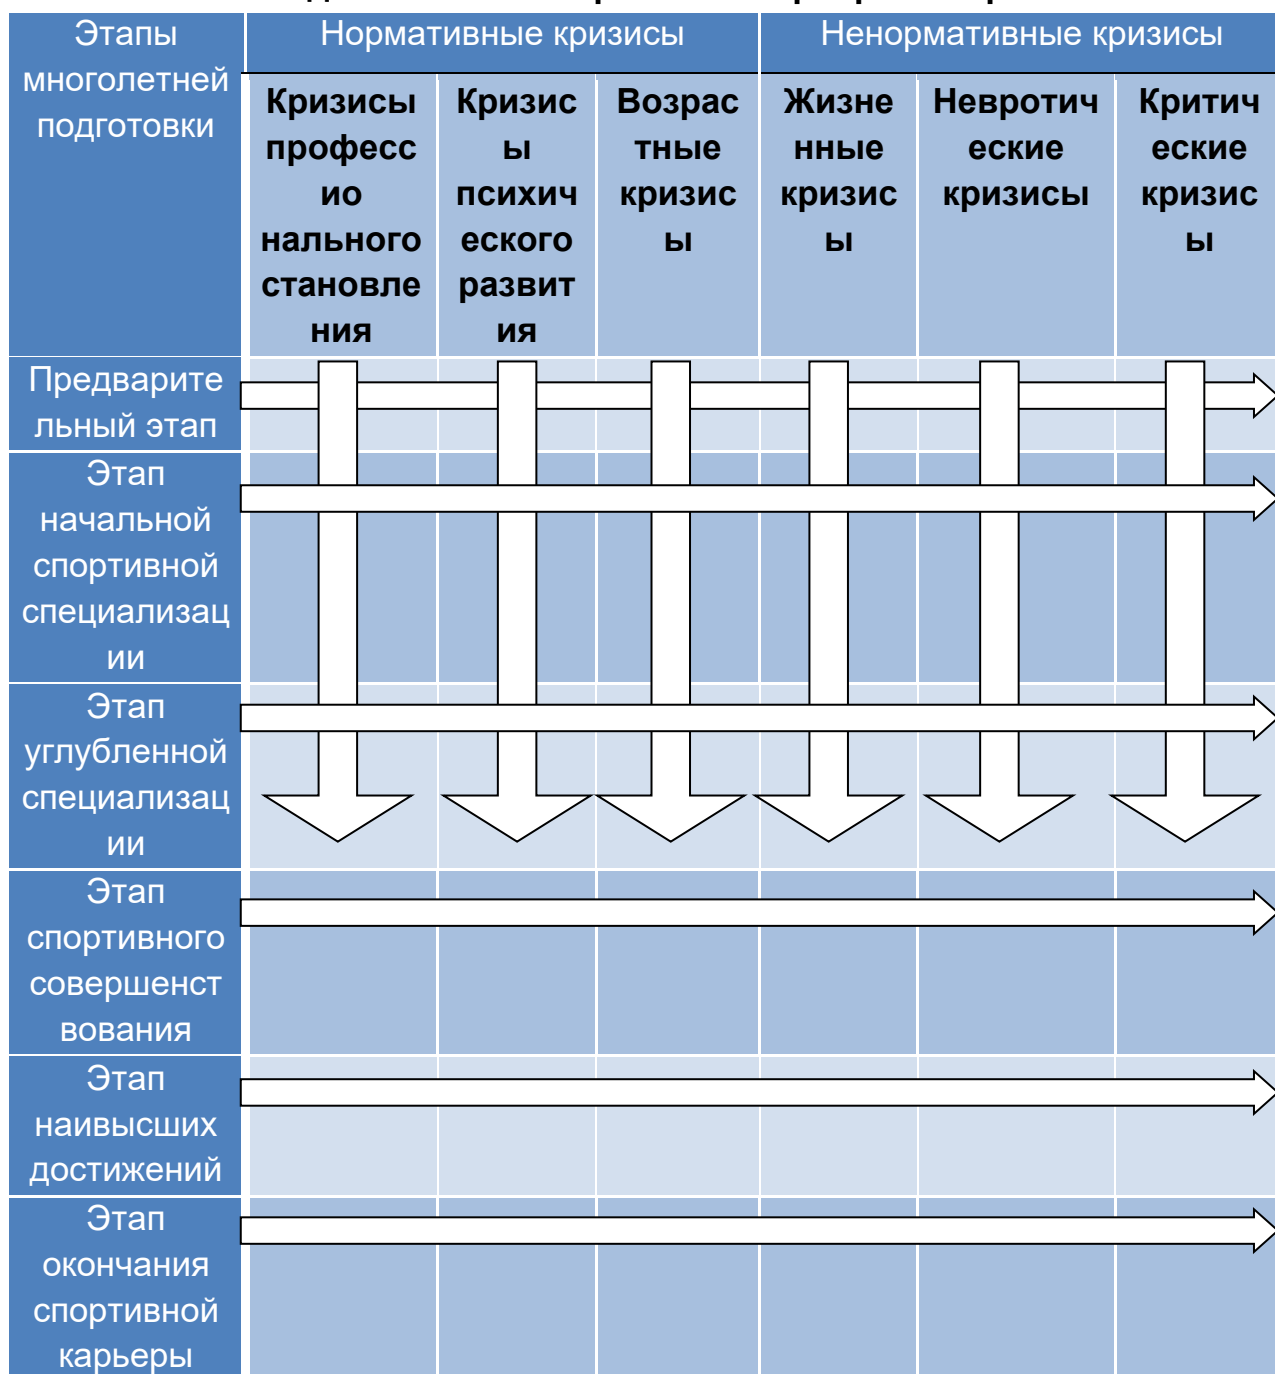 Этапы
многолетней
подготовки
Нормативные кризисы
Ненормативные кризисы
Кризисы
професс
ио
нального
становле
ния
Кризис
ы
психич
еского
развит
ия
Возрас
тные
кризис
ы
Жизне
нные
кризис
ы
Невротич
еские
кризисы
Критич
еские
кризис
ы
Предварите
льный этап
Этап
начальной
спортивной
специализац
ии
Этап
углубленной
специализац
ии
Этап
спортивного
совершенст
вования
Этап
наивысших
достижений
Этап
окончания
спортивной
карьеры